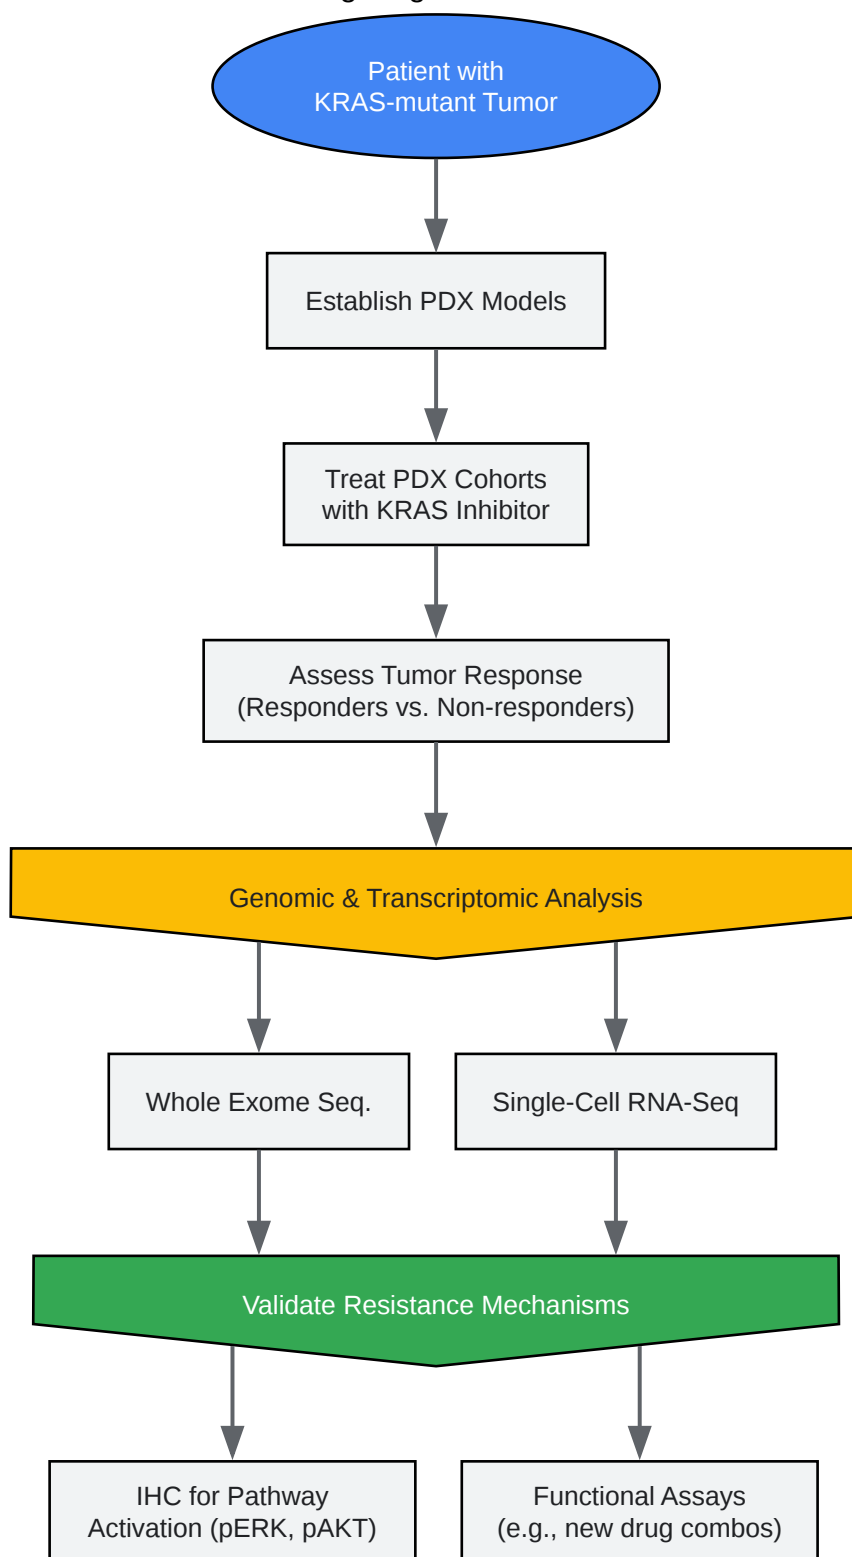 Patient with
KRAS-mutant Tumor
Establish PDX Models
Treat PDX Cohorts
with KRAS Inhibitor
Assess Tumor Response
(Responders vs. Non-responders)
Genomic & Transcriptomic Analysis
Whole Exome Seq.
Single-Cell RNA-Seq
Validate Resistance Mechanisms
IHC for Pathway
Activation (pERK, pAKT)
Functional Assays
(e.g., new drug combos)